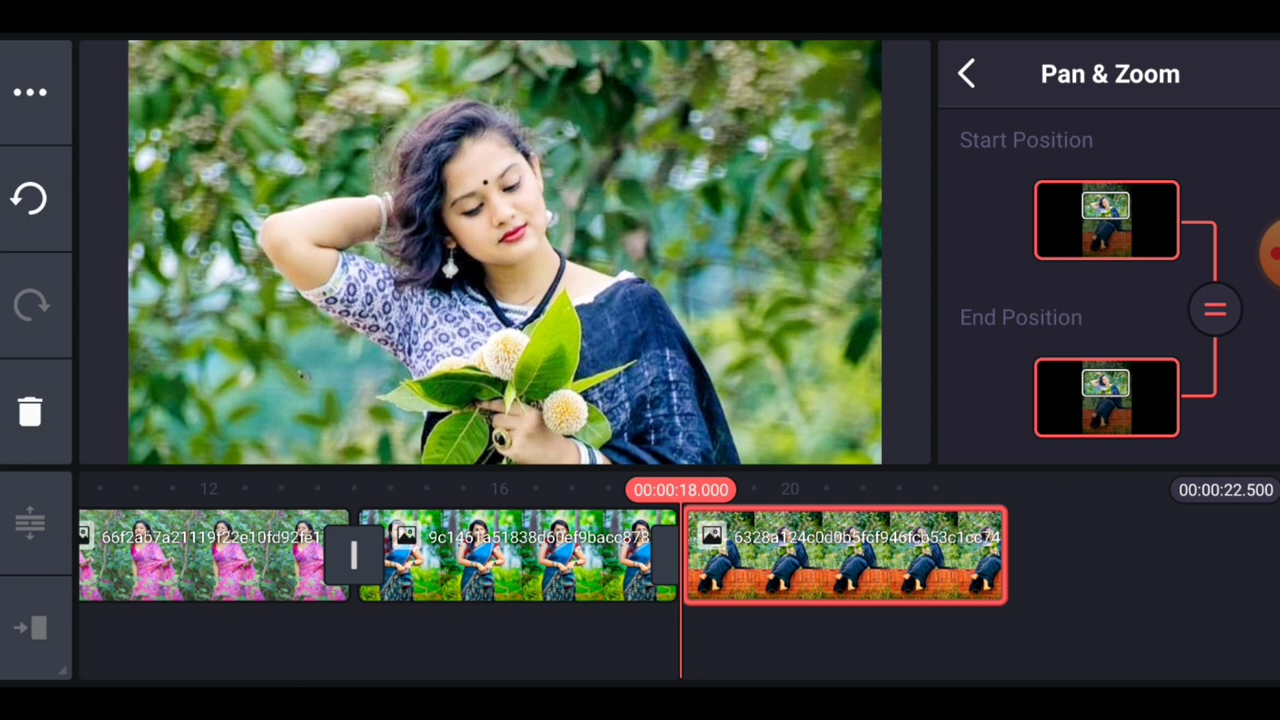 Pan & Zoom
Start Position
End Position
12
16
00:00:18.000
20
00:00:22.500
66f2ab7a21119f22e10fd92fe1
9c1461a51838d60ef9bacc878
6328a124c0d0b5fcf946fcb53c1cc74